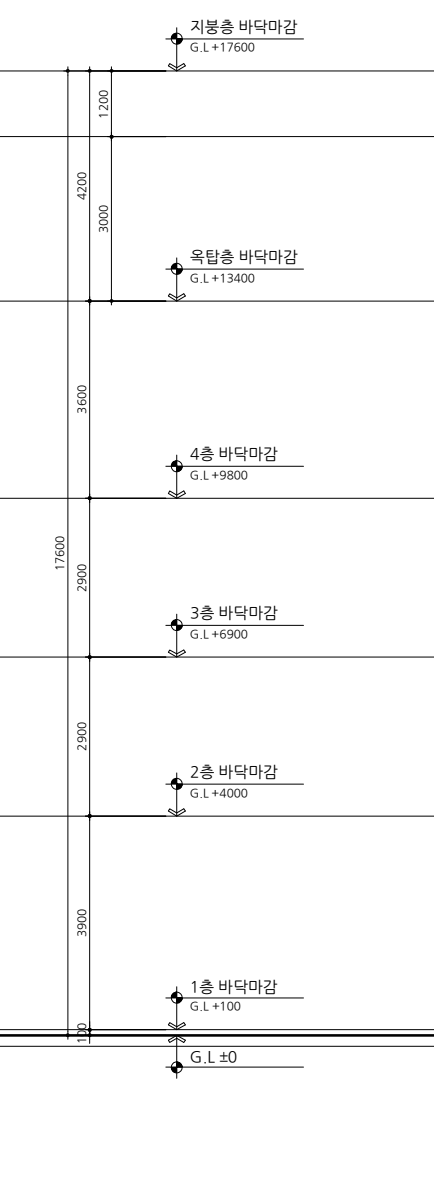 지붕층 바닥마감
G.L +17600
1200
4200
3000
옥탑층 바닥마감
G.L +13400
3600
4층 바닥마감
G.L +9800
17600
2900
3층 바닥마감
G.L +6900
2900
2층 바닥마감
G.L +4000
3900
1층 바닥마감
G.L +100
100
G.L ±0